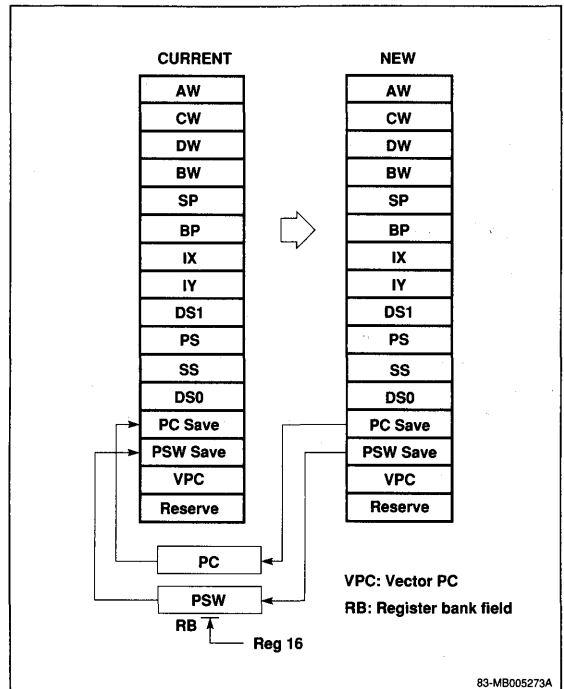 CURRENT
AW
CW
DW
BW
SP
BP
IX
IY
DS1
PS
SS
DS0
PC Save
PSW Save
VPC
Reserve
NEW
AW
CW
DW
BW
SP
BP
IX
IY
DS1
PS
SS
DS0
PC Save
PSW Save
VPC
Reserve
PC
PSW
RB
Reg 16
VPC: Vector PC
RB: Register bank field
83-MB005273A